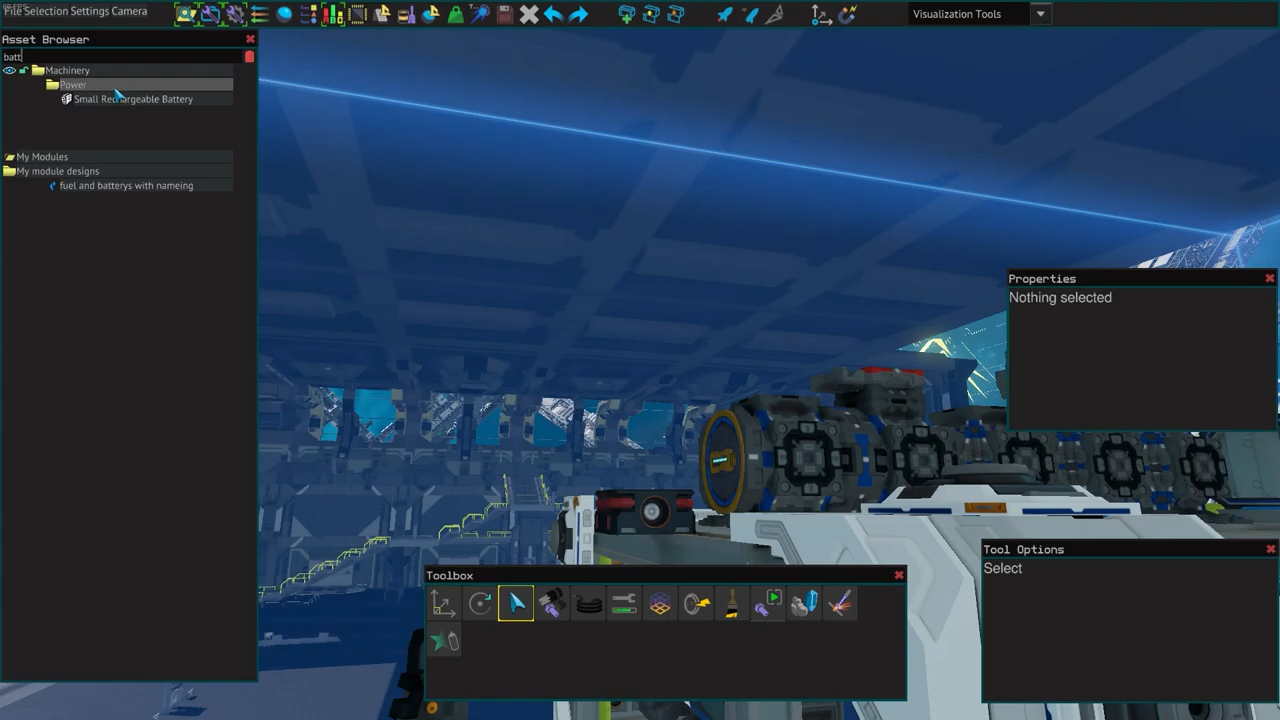 File Selection Settings Camera
Visualization Tools
Asset Browser
batt
Machinery
Power
Small Rechargeable Battery
My Modules
My module designs
fuel and batterys with nameing
Properties
Nothing selected
Toolbox
Tool Options
Select